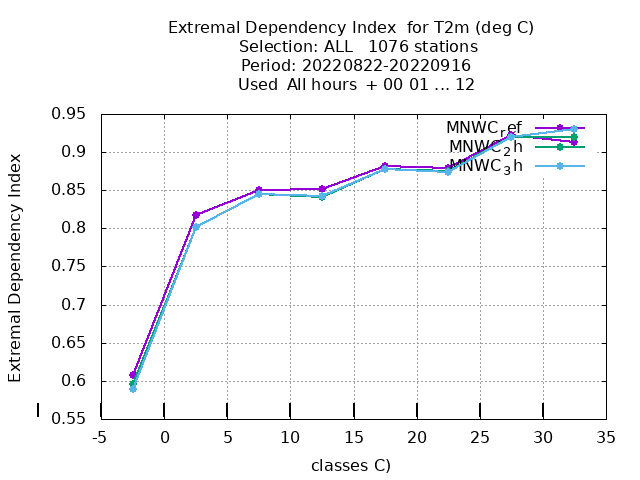 Extremal Dependency Index  for T2m (deg C)
Selection: ALL   1076 stations
Period: 20220822-20220916
Used  All hours  + 00 01 ... 12
Extremal Dependency Index
0.95
0.9
0.85
0.8
0.75
0.7
0.65
0.6
0.55
MNWC_ref
MNWC_2h
MNWC_3h
-5 0 5 10 15 20 25 30 35
classes C)